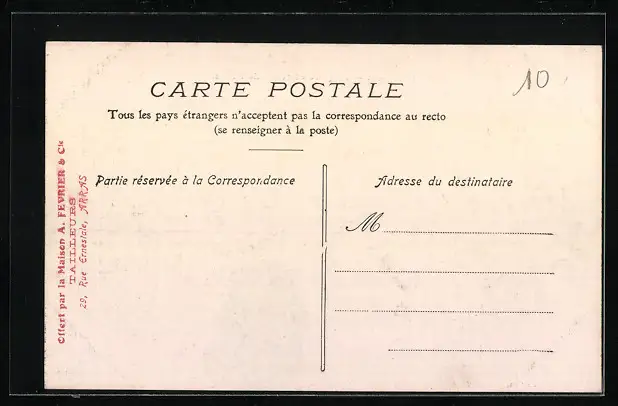 CARTE POSTALE
10
Tous les pays étrangers n'acceptent pas la correspondance au recto
(se renseigner à la poste)
Partie réservée à la Correspondance
Adresse du destinataire
M
Offert par la Maison A. FEVRIER & Cie
TAILLEURS
29, Rue Ernestale, ARRAS